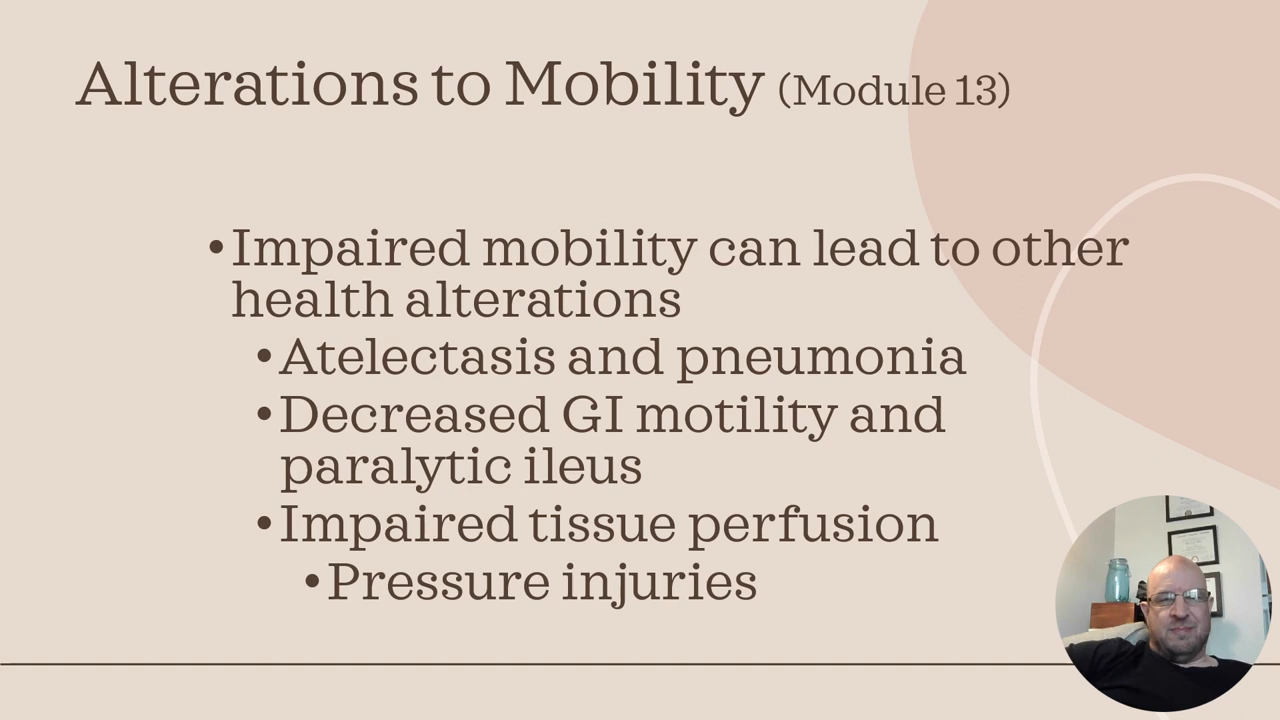 Alterations to Mobility (Module 13)
•Impaired mobility can lead to other
health alterations
•Atelectasis and pneumonia
•Decreased GI motility and
paralytic ileus
•Impaired tissue perfusion
•Pressure injuries